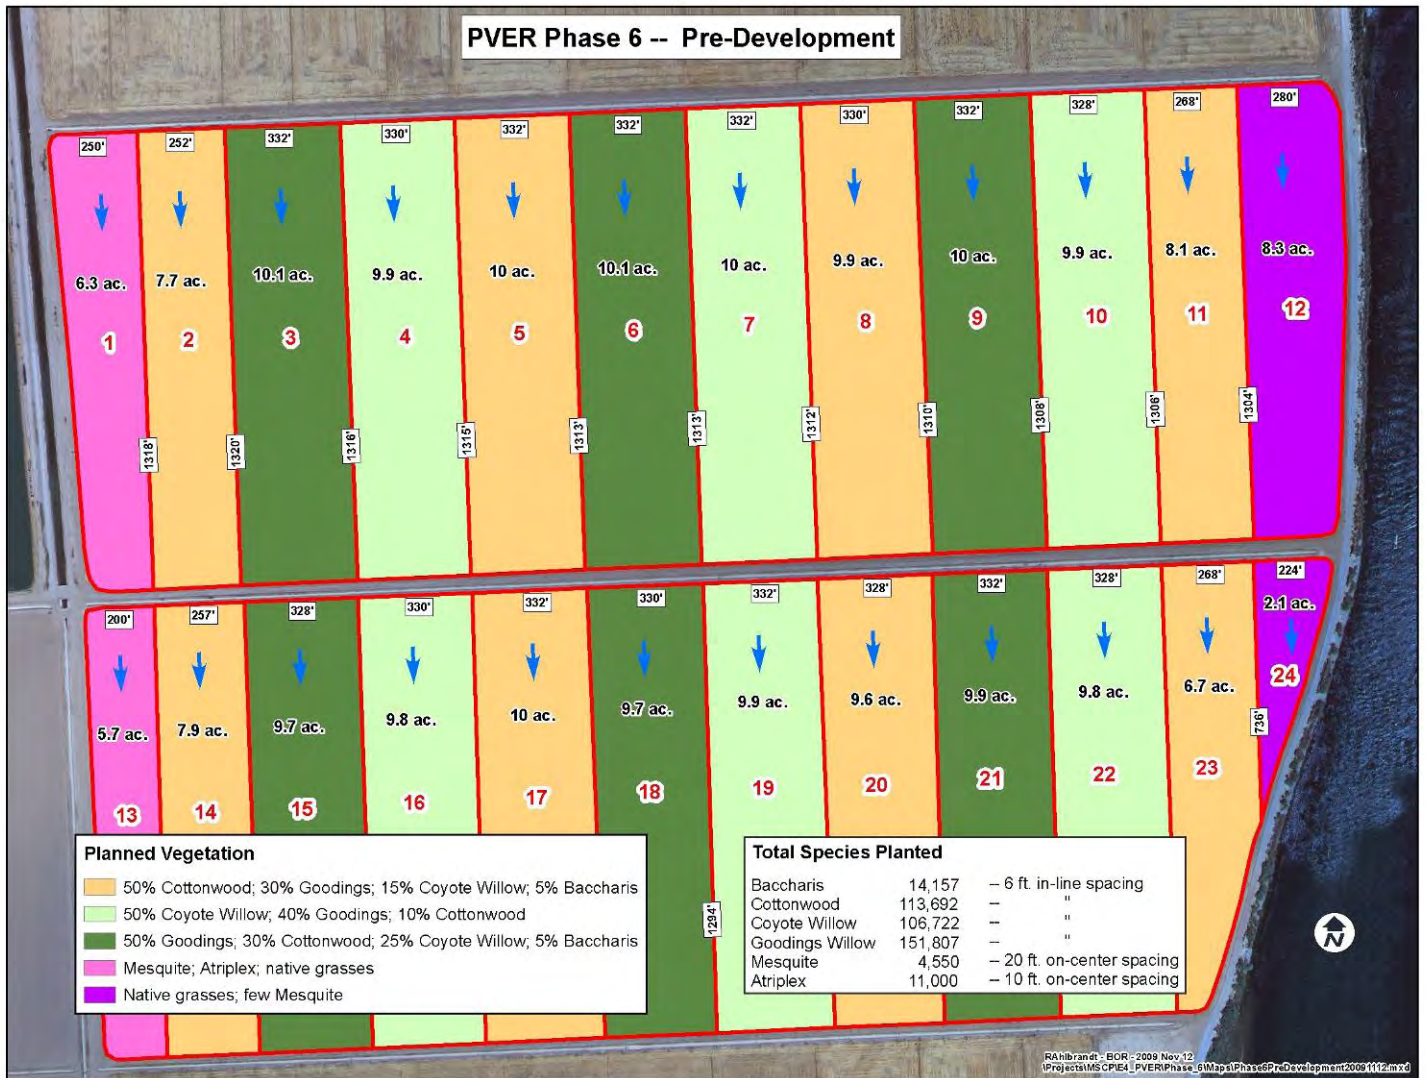 PVER Phase 6 -- Pre-Development
250' 252' 332' 330' 332' 332' 332' 330' 332' 328' 268' 280'
6.3 ac. 7.7 ac. 10.1 ac. 9.9 ac. 10 ac. 10.1 ac. 10 ac. 9.9 ac. 10 ac. 9.9 ac. 8.1 ac. 8.3 ac.
1 2 3 4 5 6 7 8 9 10 11 12
1318' 1320' 1316' 1315' 1313' 1313' 1312' 1310' 1308' 1306' 1304'
200' 257' 328' 330' 332' 330' 332' 328' 332' 328' 268' 224'
5.7 ac. 7.9 ac. 9.7 ac. 9.8 ac. 10 ac. 9.7 ac. 9.9 ac. 9.6 ac. 9.9 ac. 9.8 ac. 6.7 ac. 2.1 ac.
13 14 15 16 17 18 19 20 21 22 23 24
736'
1294'
Planned Vegetation
50% Cottonwood; 30% Goodings; 15% Coyote Willow; 5% Baccharis
50% Coyote Willow; 40% Goodings; 10% Cottonwood
50% Goodings; 30% Cottonwood; 25% Coyote Willow; 5% Baccharis
Mesquite; Atriplex; native grasses
Native grasses; few Mesquite
Total Species Planted
Baccharis 14,157 -- 6 ft. in-line spacing
Cottonwood 113,692 -- "
Coyote Willow 106,722 -- "
Goodings Willow 151,807 -- "
Mesquite 4,550 -- 20 ft. on-center spacing
Atriplex 11,000 -- 10 ft. on-center spacing
N
RAhlbrandt - BOR - 2009 Nov 12
\Projects\MSCP\E4_PVER\Phase_6\Maps\Phase6PreDevelopment20091112.mxd